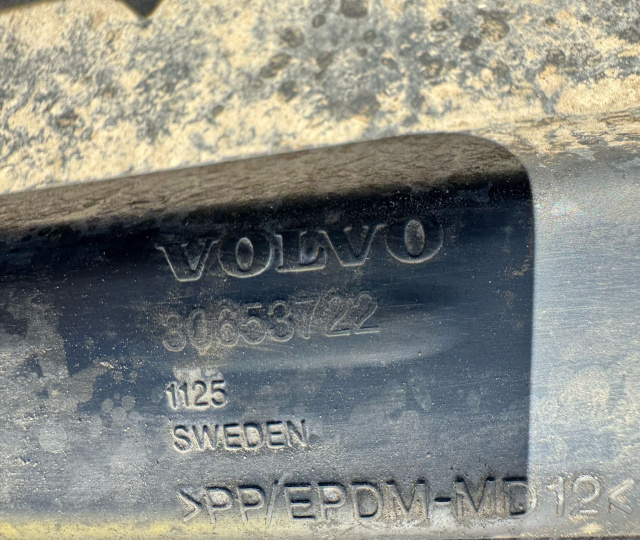 VOLVO
30653722
1125
SWEDEN
>PP/EPDM-MD12<